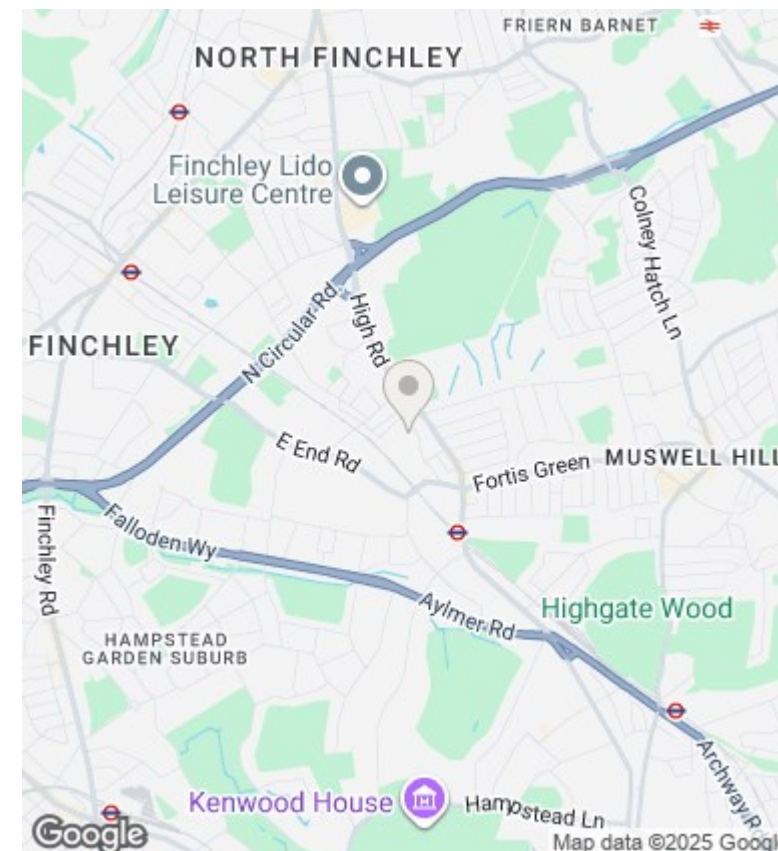 FRIERN BARNET
NORTH FINCHLEY
Finchley Lido
Leisure Centre
Colney Hatch Ln
N Circular Rd
High Rd
FINCHLEY
E End Rd
Fortis Green
MUSWELL HILL
Finchley Rd
Falloden Wy
Aylmer Rd
Highgate Wood
HAMPSTEAD
GARDEN SUBURB
Archway R
Kenwood House
Hampstead Ln
Google
Map data ©2025 Googl